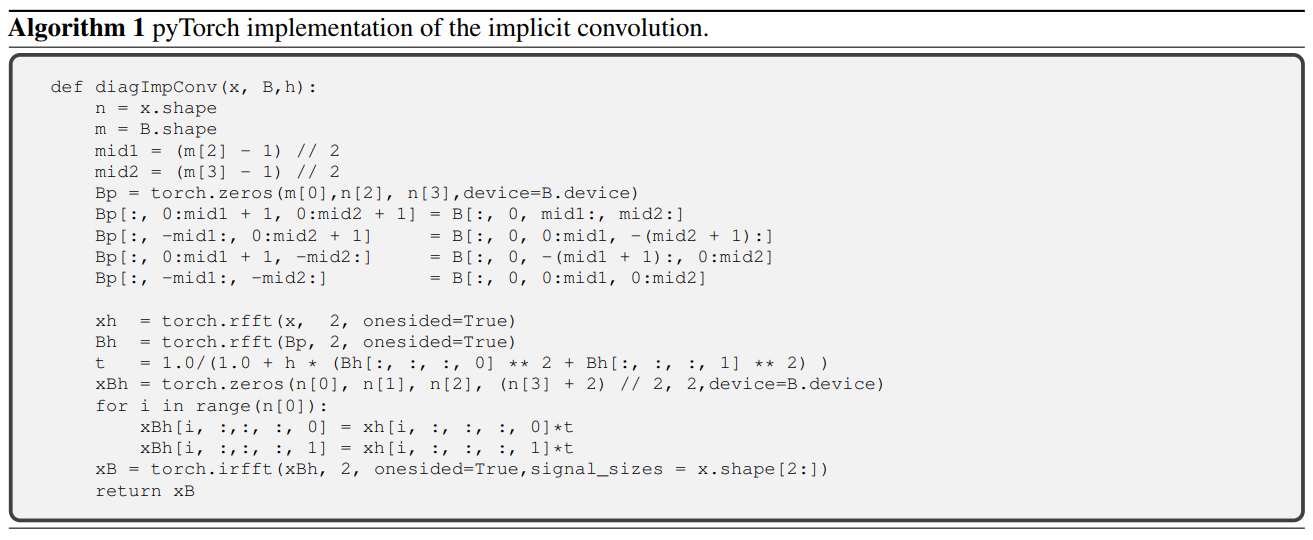 Algorithm 1 pyTorch implementation of the implicit convolution.
def diagImpConv(x, B,h):
    n = x.shape
    m = B.shape
    mid1 = (m[2] - 1) // 2
    mid2 = (m[3] - 1) // 2
    Bp = torch.zeros(m[0],n[2], n[3],device=B.device)
    Bp[:, 0:mid1 + 1, 0:mid2 + 1] = B[:, 0, mid1:, mid2:]
    Bp[:, -mid1:, 0:mid2 + 1]     = B[:, 0, 0:mid1, -(mid2 + 1):]
    Bp[:, 0:mid1 + 1, -mid2:]     = B[:, 0, -(mid1 + 1):, 0:mid2]
    Bp[:, -mid1:, -mid2:]         = B[:, 0, 0:mid1, 0:mid2]
    xh  = torch.rfft(x,  2, onesided=True)
    Bh  = torch.rfft(Bp, 2, onesided=True)
    t   = 1.0/(1.0 + h * (Bh[:, :, :, 0] ** 2 + Bh[:, :, :, 1] ** 2) )
    xBh = torch.zeros(n[0], n[1], n[2], (n[3] + 2) // 2, 2,device=B.device)
    for i in range(n[0]):
        xBh[i, :,:, :, 0] = xh[i, :, :, :, 0]*t
        xBh[i, :,:, :, 1] = xh[i, :, :, :, 1]*t
    xB = torch.irfft(xBh, 2, onesided=True,signal_sizes = x.shape[2:])
    return xB